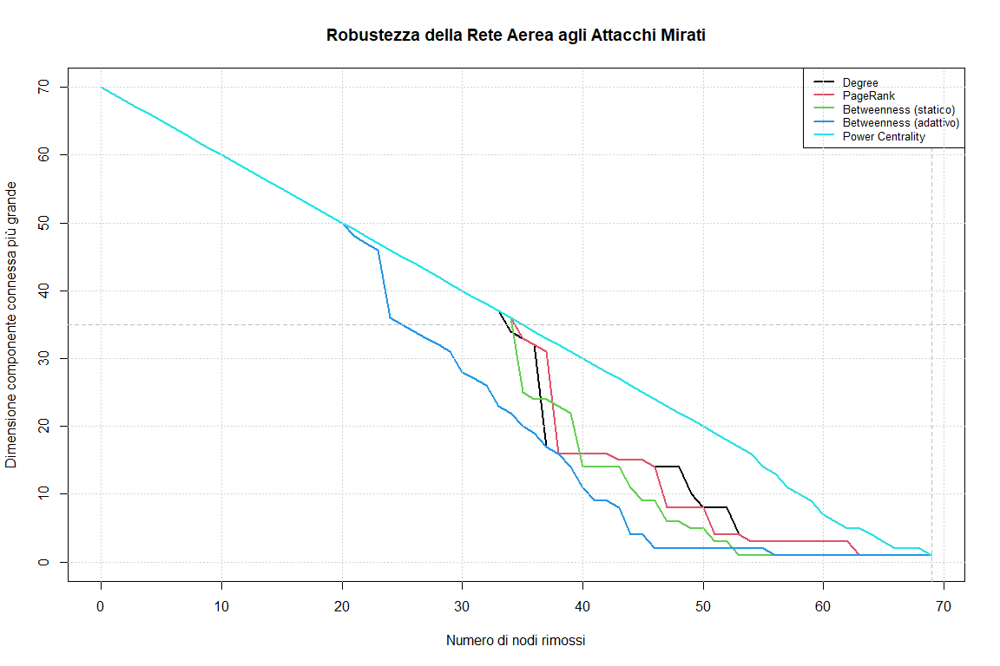 Robustezza della Rete Aerea agli Attacchi Mirati
Degree
PageRank
Betweenness (statico)
Betweenness (adattivo)
Power Centrality
Dimensione componente connessa più grande
70
60
50
40
30
20
10
0
0 10 20 30 40 50 60 70
Numero di nodi rimossi